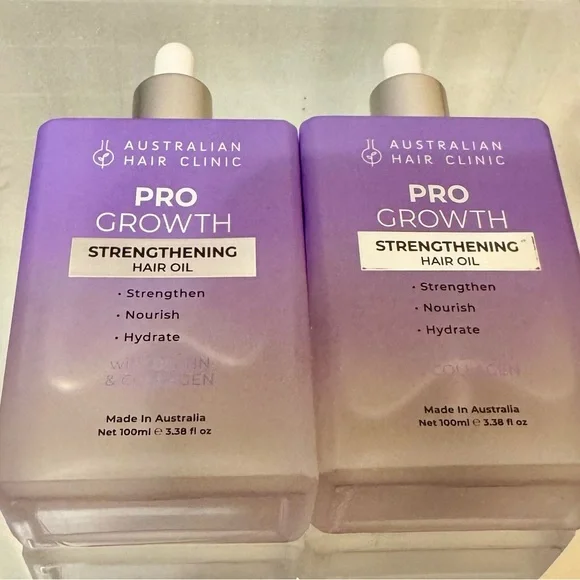 AUSTRALIAN
HAIR CLINIC
PRO
GROWTH
STRENGTHENING
HAIR OIL
• Strengthen
• Nourish
• Hydrate
& COLLAGEN
Made In Australia
Net 100ml ℮ 3.38 fl oz
AUSTRALIAN
HAIR CLINIC
PRO
GROWTH
STRENGTHENING
HAIR OIL
• Strengthen
• Nourish
• Hydrate
COLLAGEN
Made In Australia
Net 100ml ℮ 3.38 fl oz